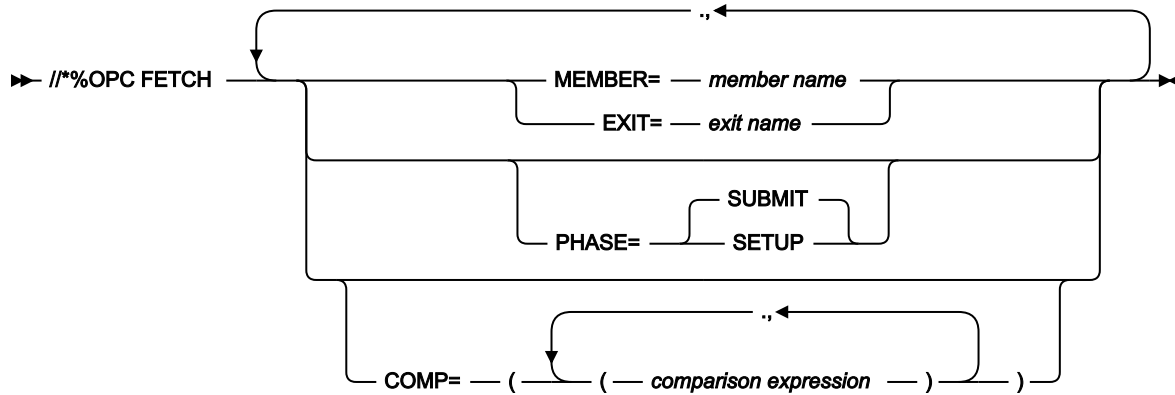 .,
//*%OPC FETCH
MEMBER= member name
EXIT= exit name
SUBMIT
PHASE= SETUP
.,
COMP= ( ( comparison expression ) )